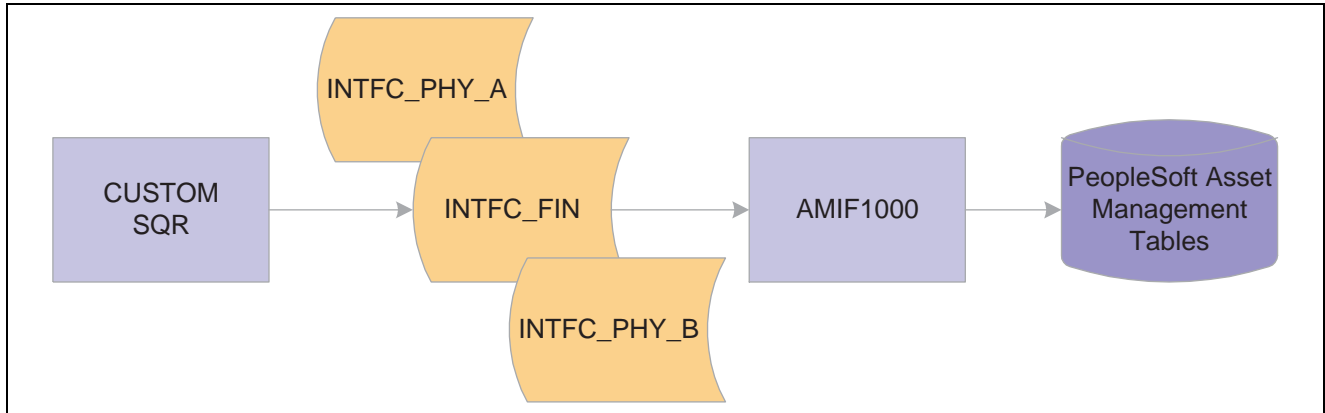 INTFC_PHY_A
CUSTOM
SQR
INTFC_FIN
AMIF1000
PeopleSoft Asset
Management
Tables
INTFC_PHY_B